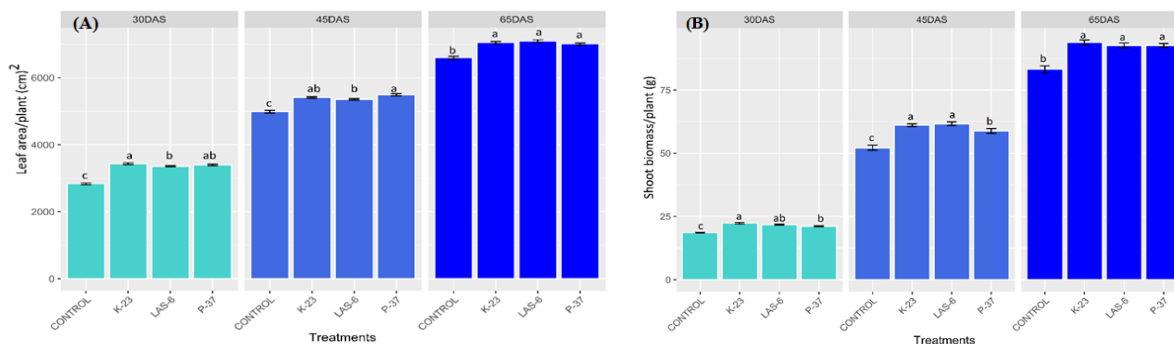 (A)
30DAS 45DAS 65DAS
Leaf area/plant (cm)2
6000
4000
2000
0
c a b ab
c ab b a
b a a a
CONTROL K-23 LAS-6 P-37 CONTROL K-23 LAS-6 P-37 CONTROL K-23 LAS-6 P-37
Treatments
(B)
30DAS 45DAS 65DAS
Shoot biomass/plant (g)
75
50
25
0
c a ab b
c a a b
b a a a
CONTROL K-23 LAS-6 P-37 CONTROL K-23 LAS-6 P-37 CONTROL K-23 LAS-6 P-37
Treatments